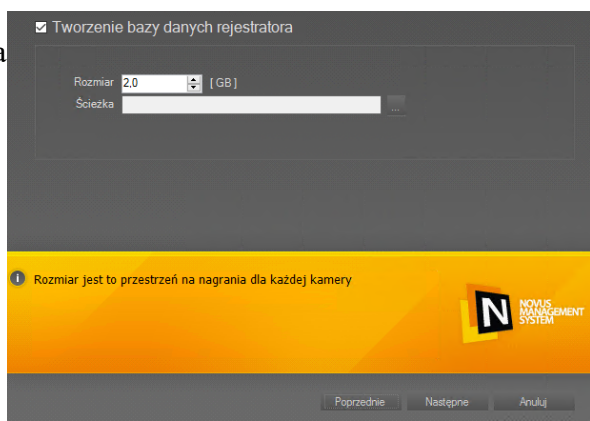 Tworzenie bazy danych rejestratora
a
Rozmiar 2,0 [ GB ]
Ścieżka ...
Rozmiar jest to przestrzeń na nagrania dla każdej kamery
N NOVUS
MANAGEMENT
SYSTEM
Poprzednie Następne Anuluj